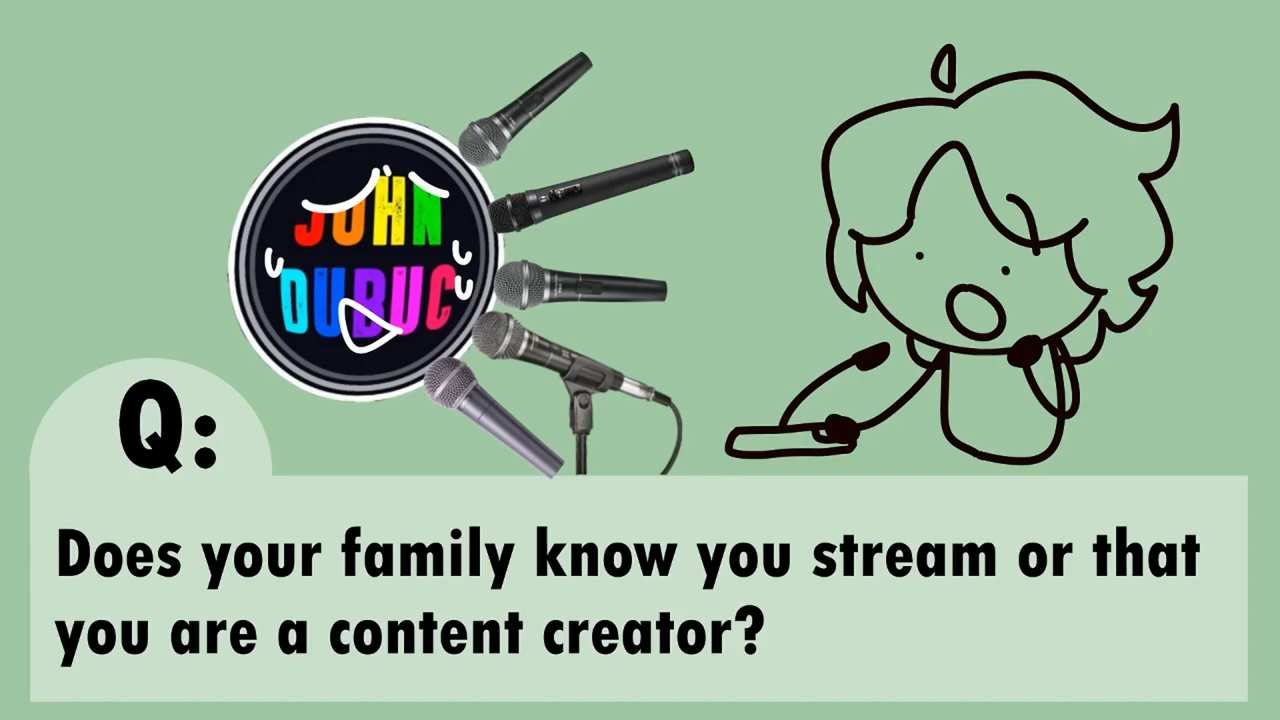 JOHN
DUBUC
Q:
Does your family know you stream or that
you are a content creator?